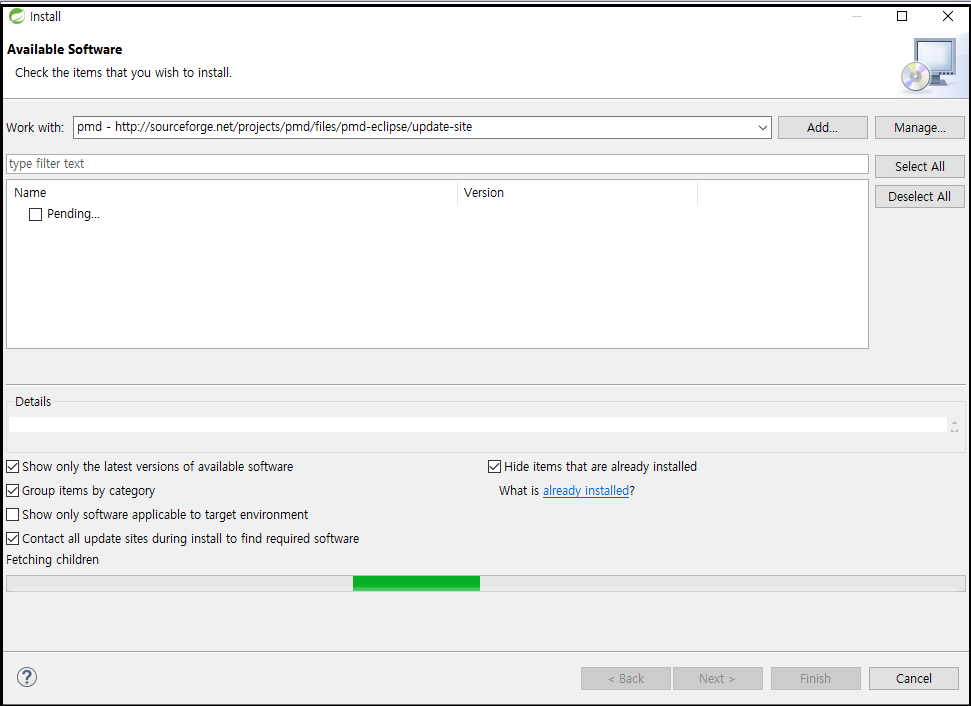 Install
Available Software
Check the items that you wish to install.
Work with: pmd - http://sourceforge.net/projects/pmd/files/pmd-eclipse/update-site Add... Manage...
type filter text Select All
Name Version Deselect All
Pending...
Details
Show only the latest versions of available software Hide items that are already installed
Group items by category What is already installed?
Show only software applicable to target environment
Contact all update sites during install to find required software
Fetching children
? < Back Next > Finish Cancel